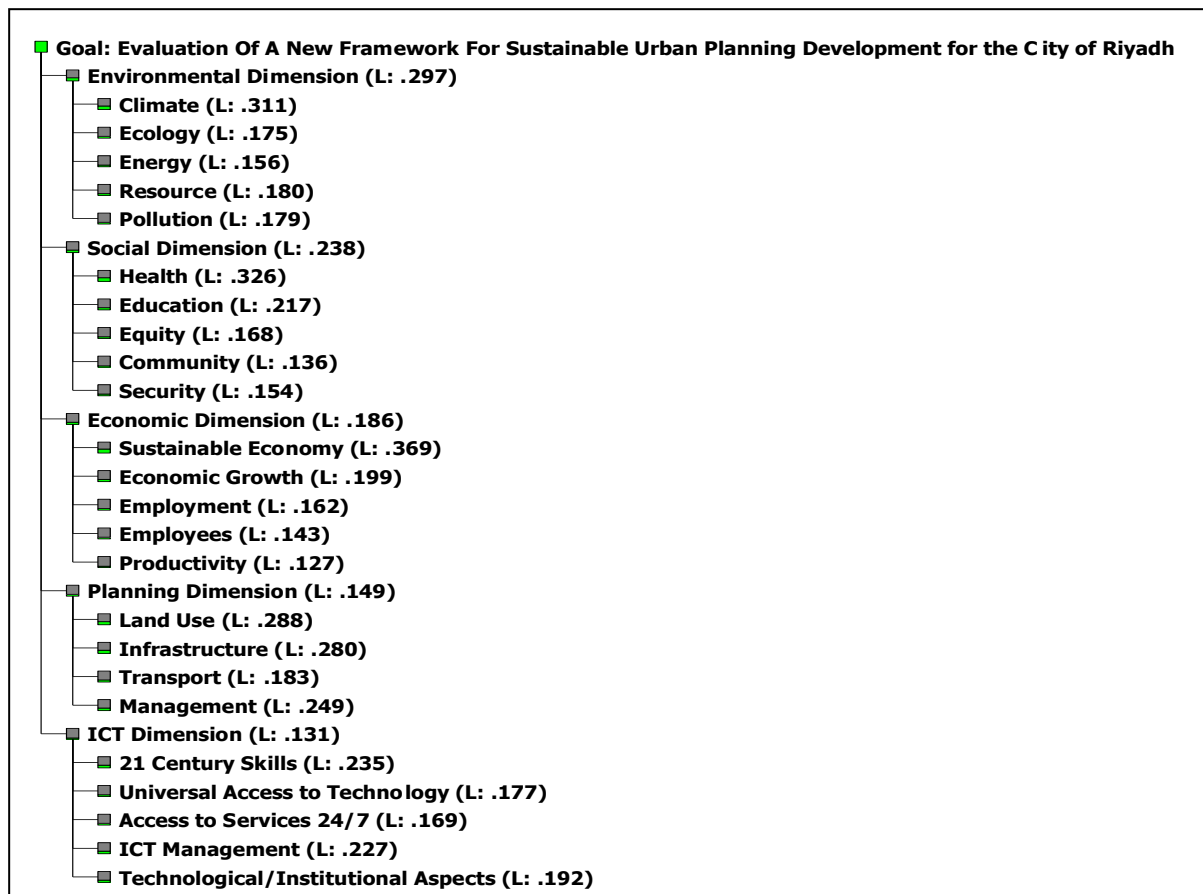 Goal: Evaluation Of A New Framework For Sustainable Urban Planning Development for the City of Riyadh
Environmental Dimension (L: .297)
Climate (L: .311)
Ecology (L: .175)
Energy (L: .156)
Resource (L: .180)
Pollution (L: .179)
Social Dimension (L: .238)
Health (L: .326)
Education (L: .217)
Equity (L: .168)
Community (L: .136)
Security (L: .154)
Economic Dimension (L: .186)
Sustainable Economy (L: .369)
Economic Growth (L: .199)
Employment (L: .162)
Employees (L: .143)
Productivity (L: .127)
Planning Dimension (L: .149)
Land Use (L: .288)
Infrastructure (L: .280)
Transport (L: .183)
Management (L: .249)
ICT Dimension (L: .131)
21 Century Skills (L: .235)
Universal Access to Technology (L: .177)
Access to Services 24/7 (L: .169)
ICT Management (L: .227)
Technological/Institutional Aspects (L: .192)